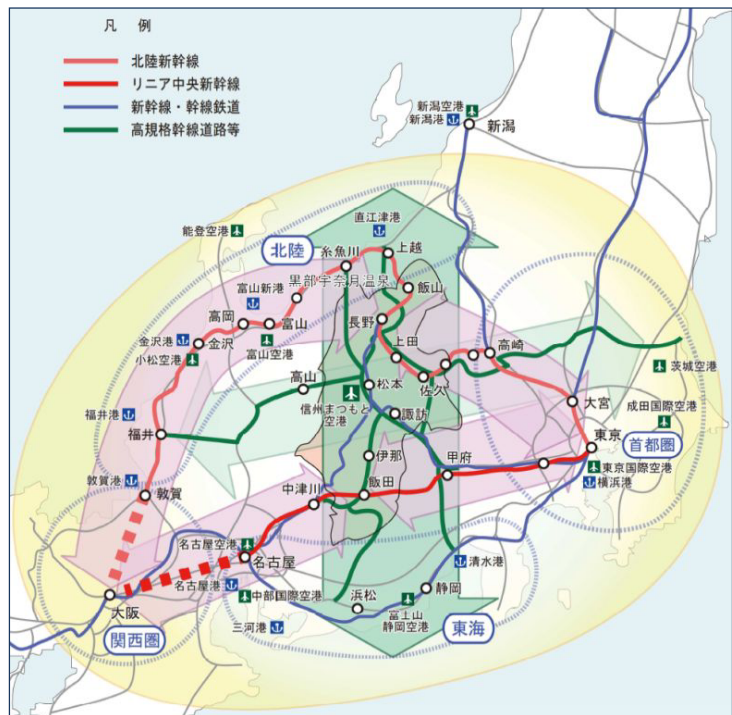 凡 例
北陸新幹線
リニア中央新幹線
新幹線・幹線鉄道
高規格幹線道路等
新潟空港
新潟港
新潟
能登空港
直江津港
北陸
糸魚川
上越
黒部宇奈月温泉
富山新港
飯山
高岡
富山
長野
金沢港
金沢
小松空港
富山空港
上田
高崎
高山
松本
佐久
茨城空港
信州まつもと
空港
諏訪
大宮
成田国際空港
福井港
福井
東京
首都圏
伊那
甲府
東京国際空港
横浜港
敦賀港
敦賀
中津川
飯田
名古屋空港
名古屋
清水港
名古屋港
中部国際空港
浜松
静岡
富士山
静岡空港
大阪
関西圏
三河港
東海